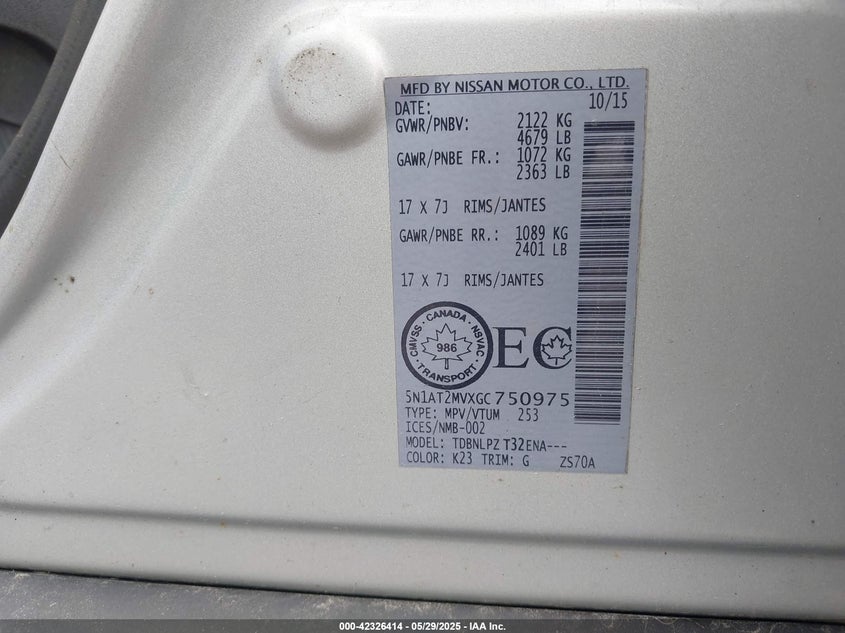 MFD BY NISSAN MOTOR CO., LTD.
DATE: 10/15
GVWR/PNBV: 2122 KG
4679 LB
GAWR/PNBE FR.: 1072 KG
2363 LB
17 X 7J RIMS/JANTES
GAWR/PNBE RR.: 1089 KG
2401 LB
17 X 7J RIMS/JANTES
CMVSS · CANADA · NSVAC
986
TRANSPORT
EC
5N1AT2MVXGC750975
TYPE: MPV/VTUM 253
ICES/NMB-002
MODEL: TDBNLPZ T32ENA---
COLOR: K23 TRIM: G ZS70A
000-42326414 - 05/29/2025 - IAA Inc.